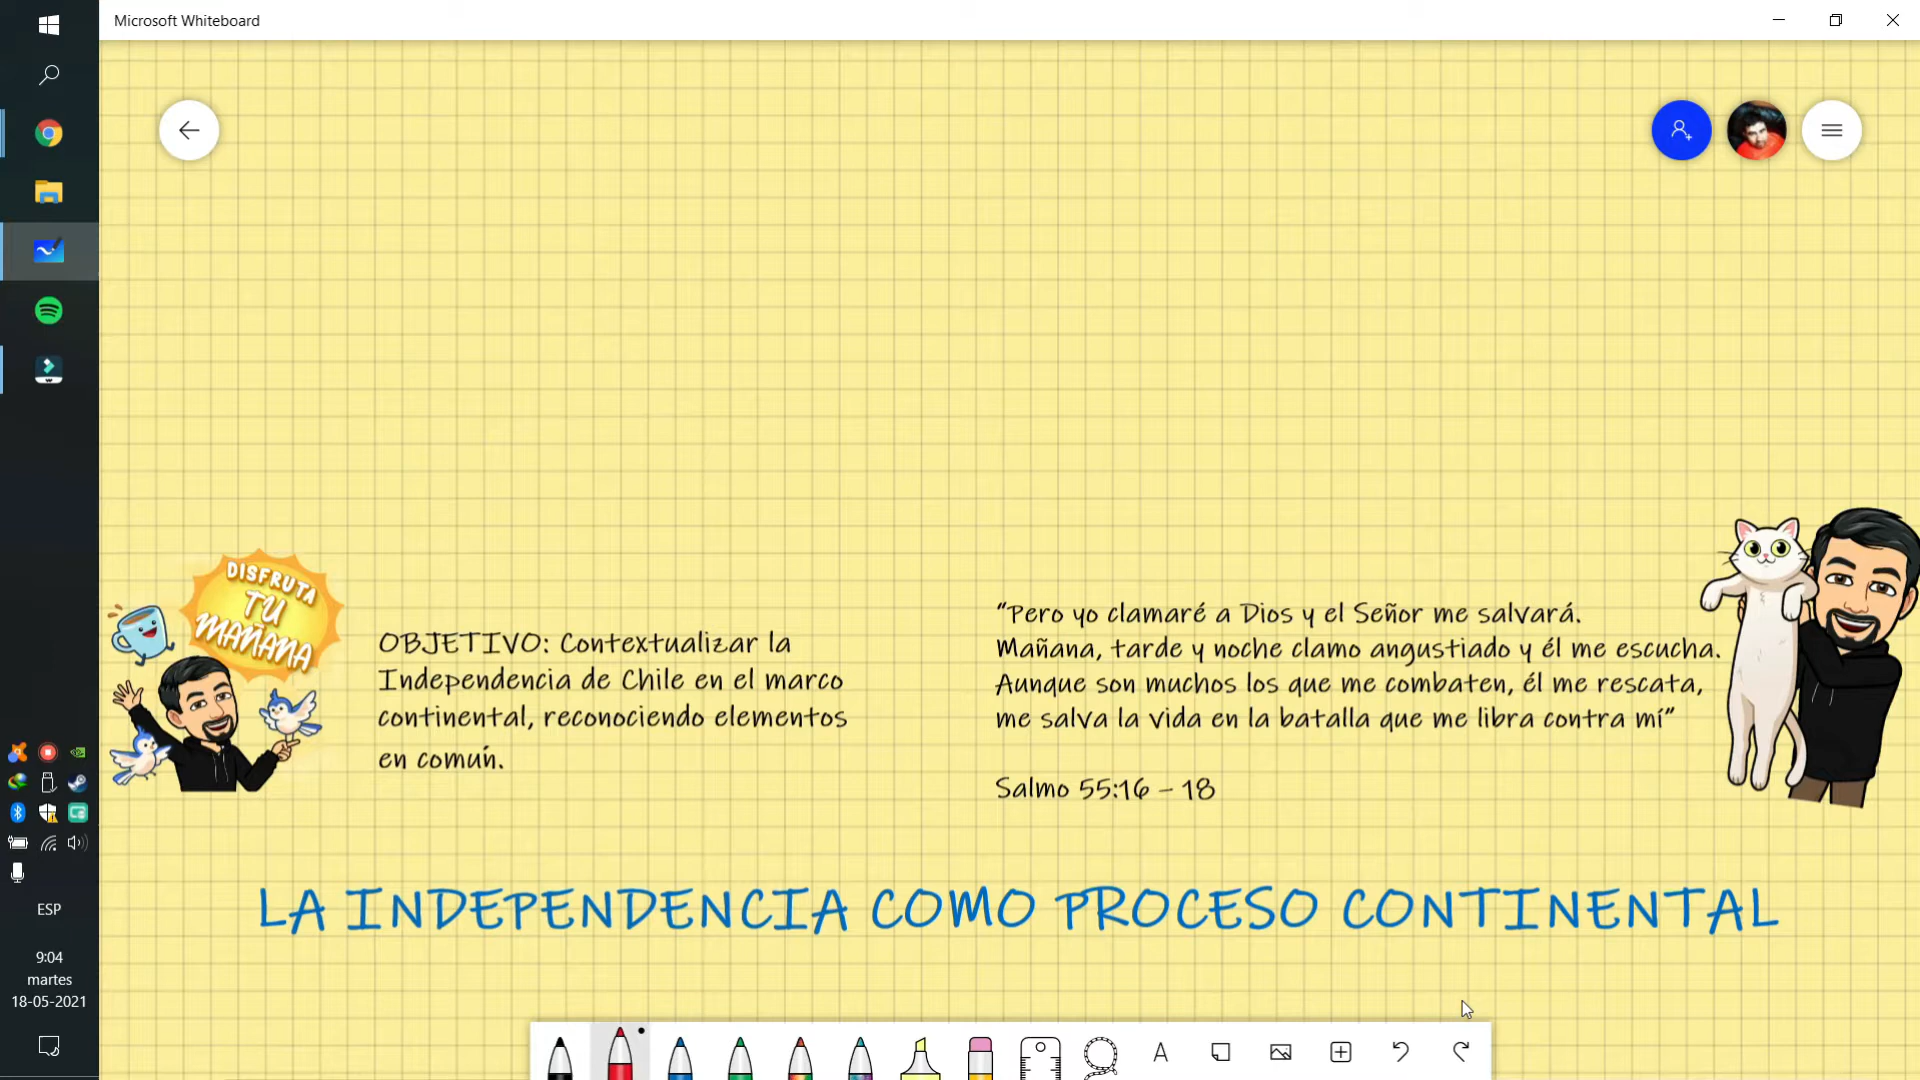 Microsoft Whiteboard
DISFRUTA
TU
MAÑANA
OBJETIVO: Contextualizar la
Independencia de Chile en el marco
continental, reconociendo elementos
en común.
“Pero yo clamaré a Dios y el Señor me salvará.
Mañana, tarde y noche clamo angustiado y él me escucha.
Aunque son muchos los que me combaten, él me rescata,
me salva la vida en la batalla que me libra contra mí”
Salmo 55:16 – 18
LA INDEPENDENCIA COMO PROCESO CONTINENTAL
ESP
9:04
martes
18-05-2021